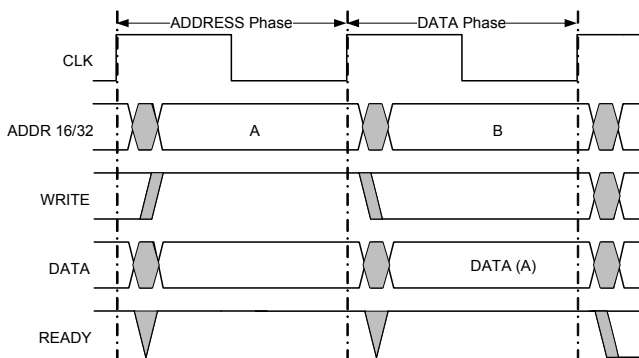 ADDRESS Phase DATA Phase
CLK
ADDR 16/32 A B
WRITE
DATA DATA (A)
READY